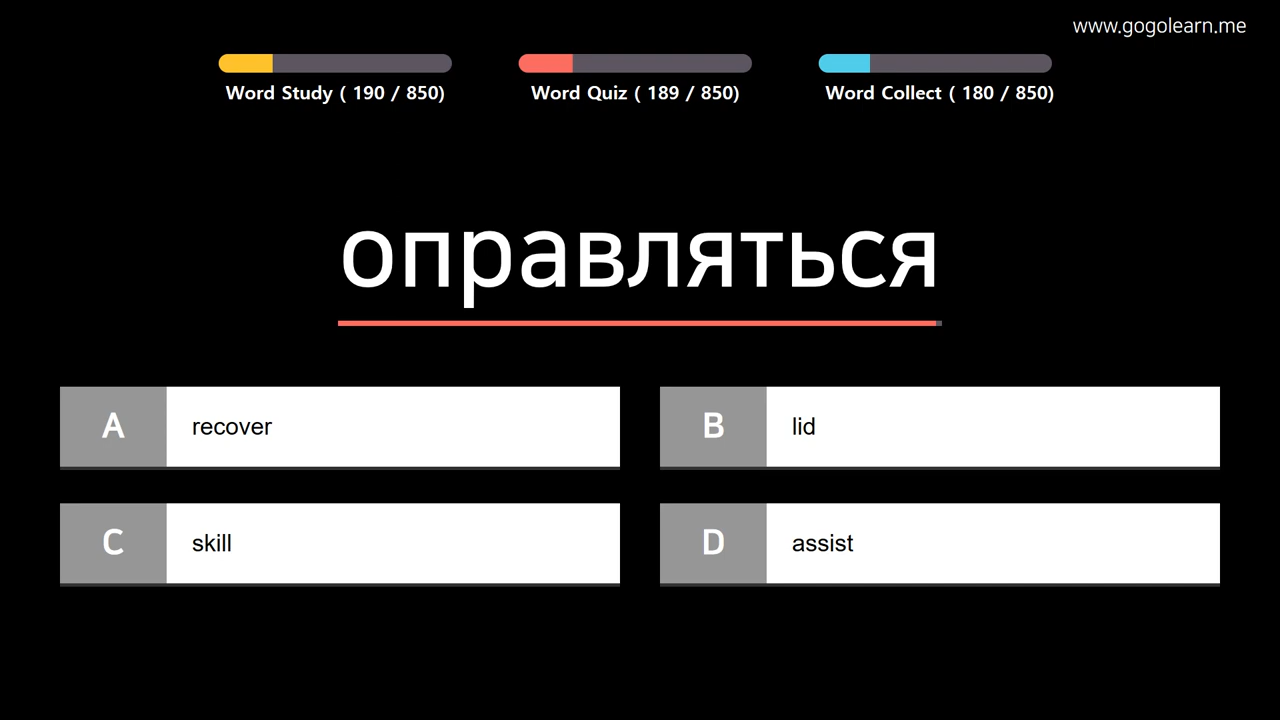 www.gogolearn.me
Word Study ( 190 / 850)
Word Quiz ( 189 / 850)
Word Collect ( 180 / 850)
оправляться
A recover
B lid
C skill
D assist